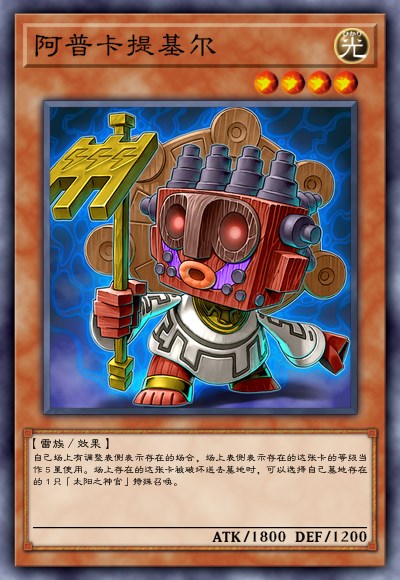 阿普卡提基尔
光
【雷族／效果】
自己场上有调整表侧表示存在的场合，场上表侧表示存在的这张卡的等级当
作５星使用。场上存在的这张卡被破坏送去墓地时，可以选择自己墓地存在
的１只「太阳之神官」特殊召唤。
ATK/1800 DEF/1200